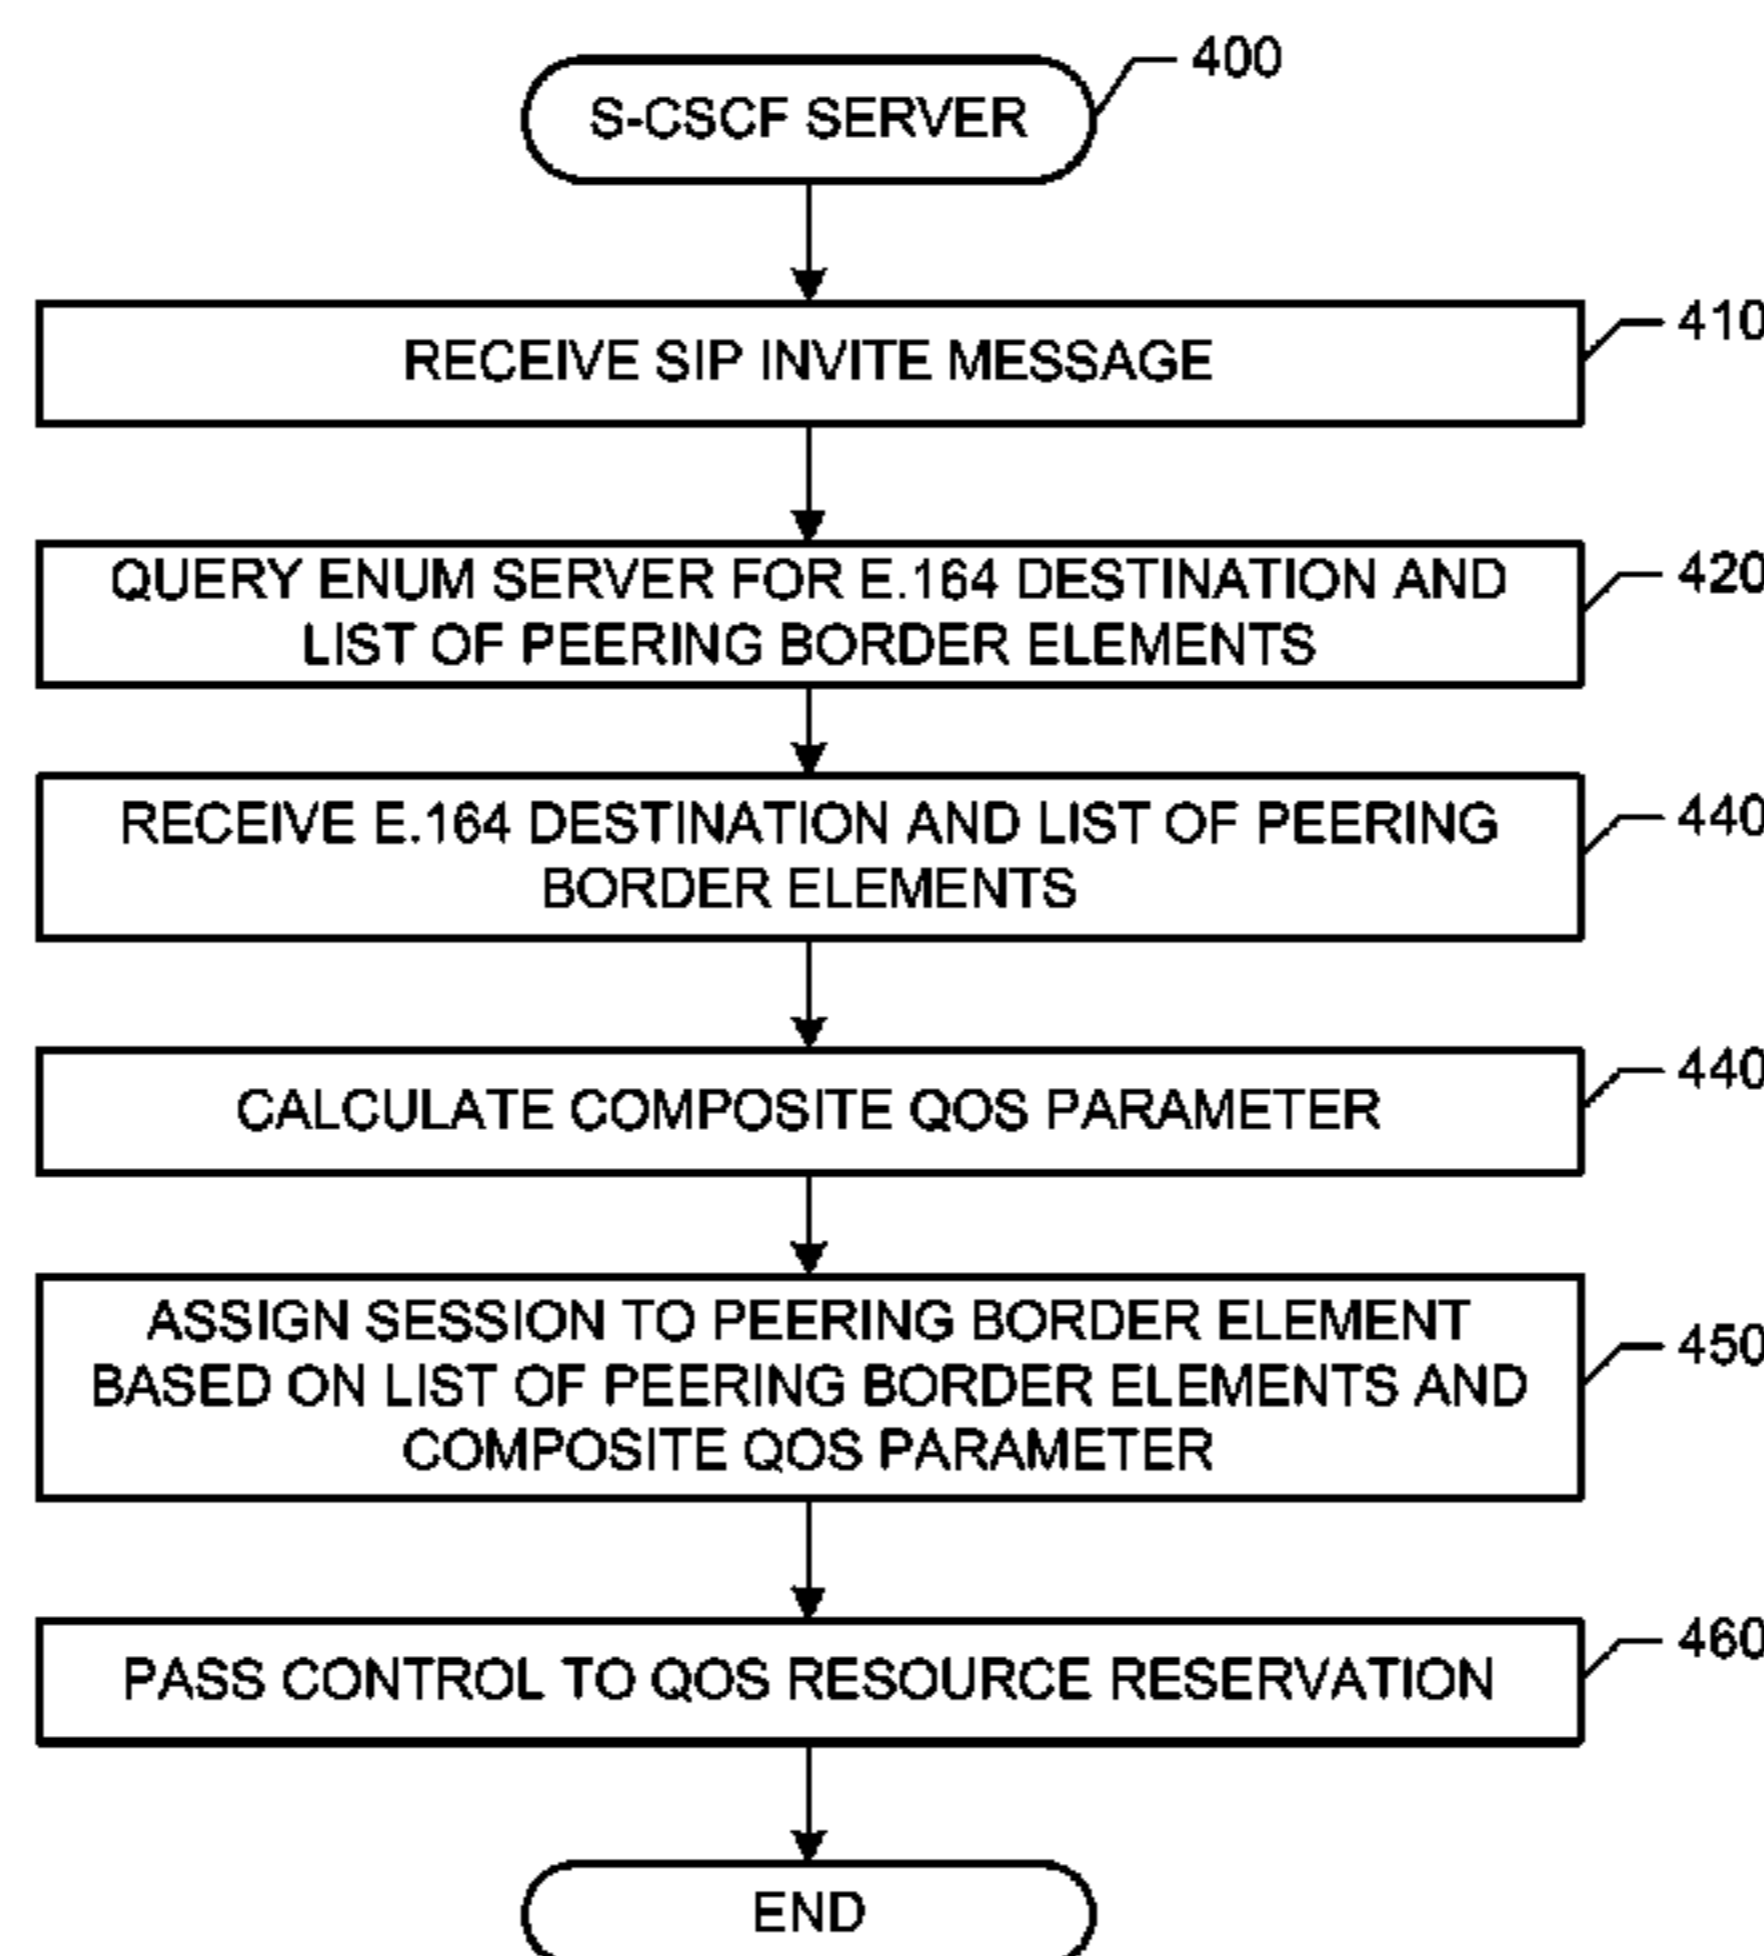 400
S-CSCF SERVER
410
RECEIVE SIP INVITE MESSAGE
420
QUERY ENUM SERVER FOR E.164 DESTINATION AND
LIST OF PEERING BORDER ELEMENTS
440
RECEIVE E.164 DESTINATION AND LIST OF PEERING
BORDER ELEMENTS
440
CALCULATE COMPOSITE QOS PARAMETER
450
ASSIGN SESSION TO PEERING BORDER ELEMENT
BASED ON LIST OF PEERING BORDER ELEMENTS AND
COMPOSITE QOS PARAMETER
460
PASS CONTROL TO QOS RESOURCE RESERVATION
END